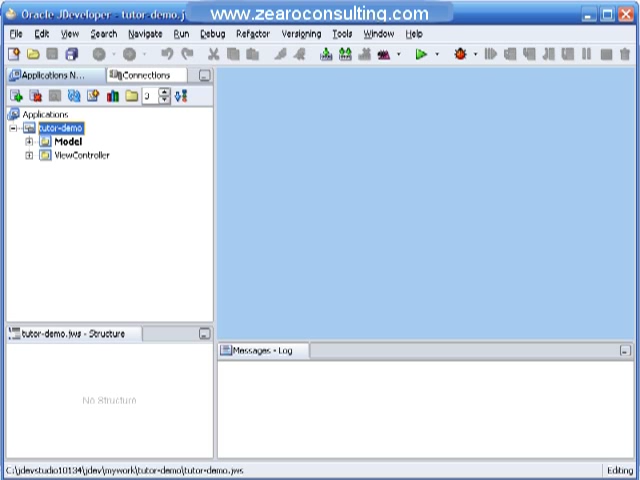 Oracle JDeveloper - tutor-demo.j
www.zearoconsulting.com
File Edit View Search Navigate Run Debug Refactor Versioning Tools Window Help
Applications N... Connections
Applications
tutor-demo
Model
ViewController
tutor-demo.jws - Structure
No Structure
Messages - Log
C:\jdevstudio10134\jdev\mywork\tutor-demo\tutor-demo.jws
Editing